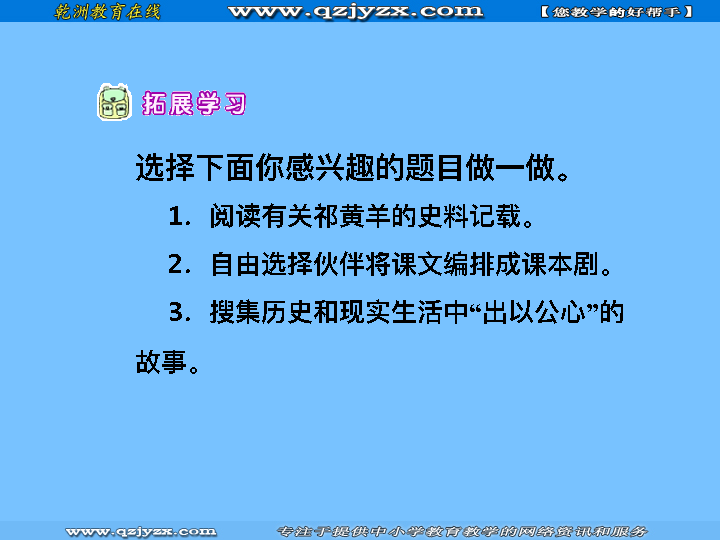 乾洲教育在线 www.qzjyzx.com 【您教学的好帮手】
拓展学习
选择下面你感兴趣的题目做一做。
1. 阅读有关祁黄羊的史料记载。
2. 自由选择伙伴将课文编排成课本剧。
3. 搜集历史和现实生活中“出以公心”的
故事。
www.qzjyzx.com 专注于提供中小学教育教学的网络资讯和服务